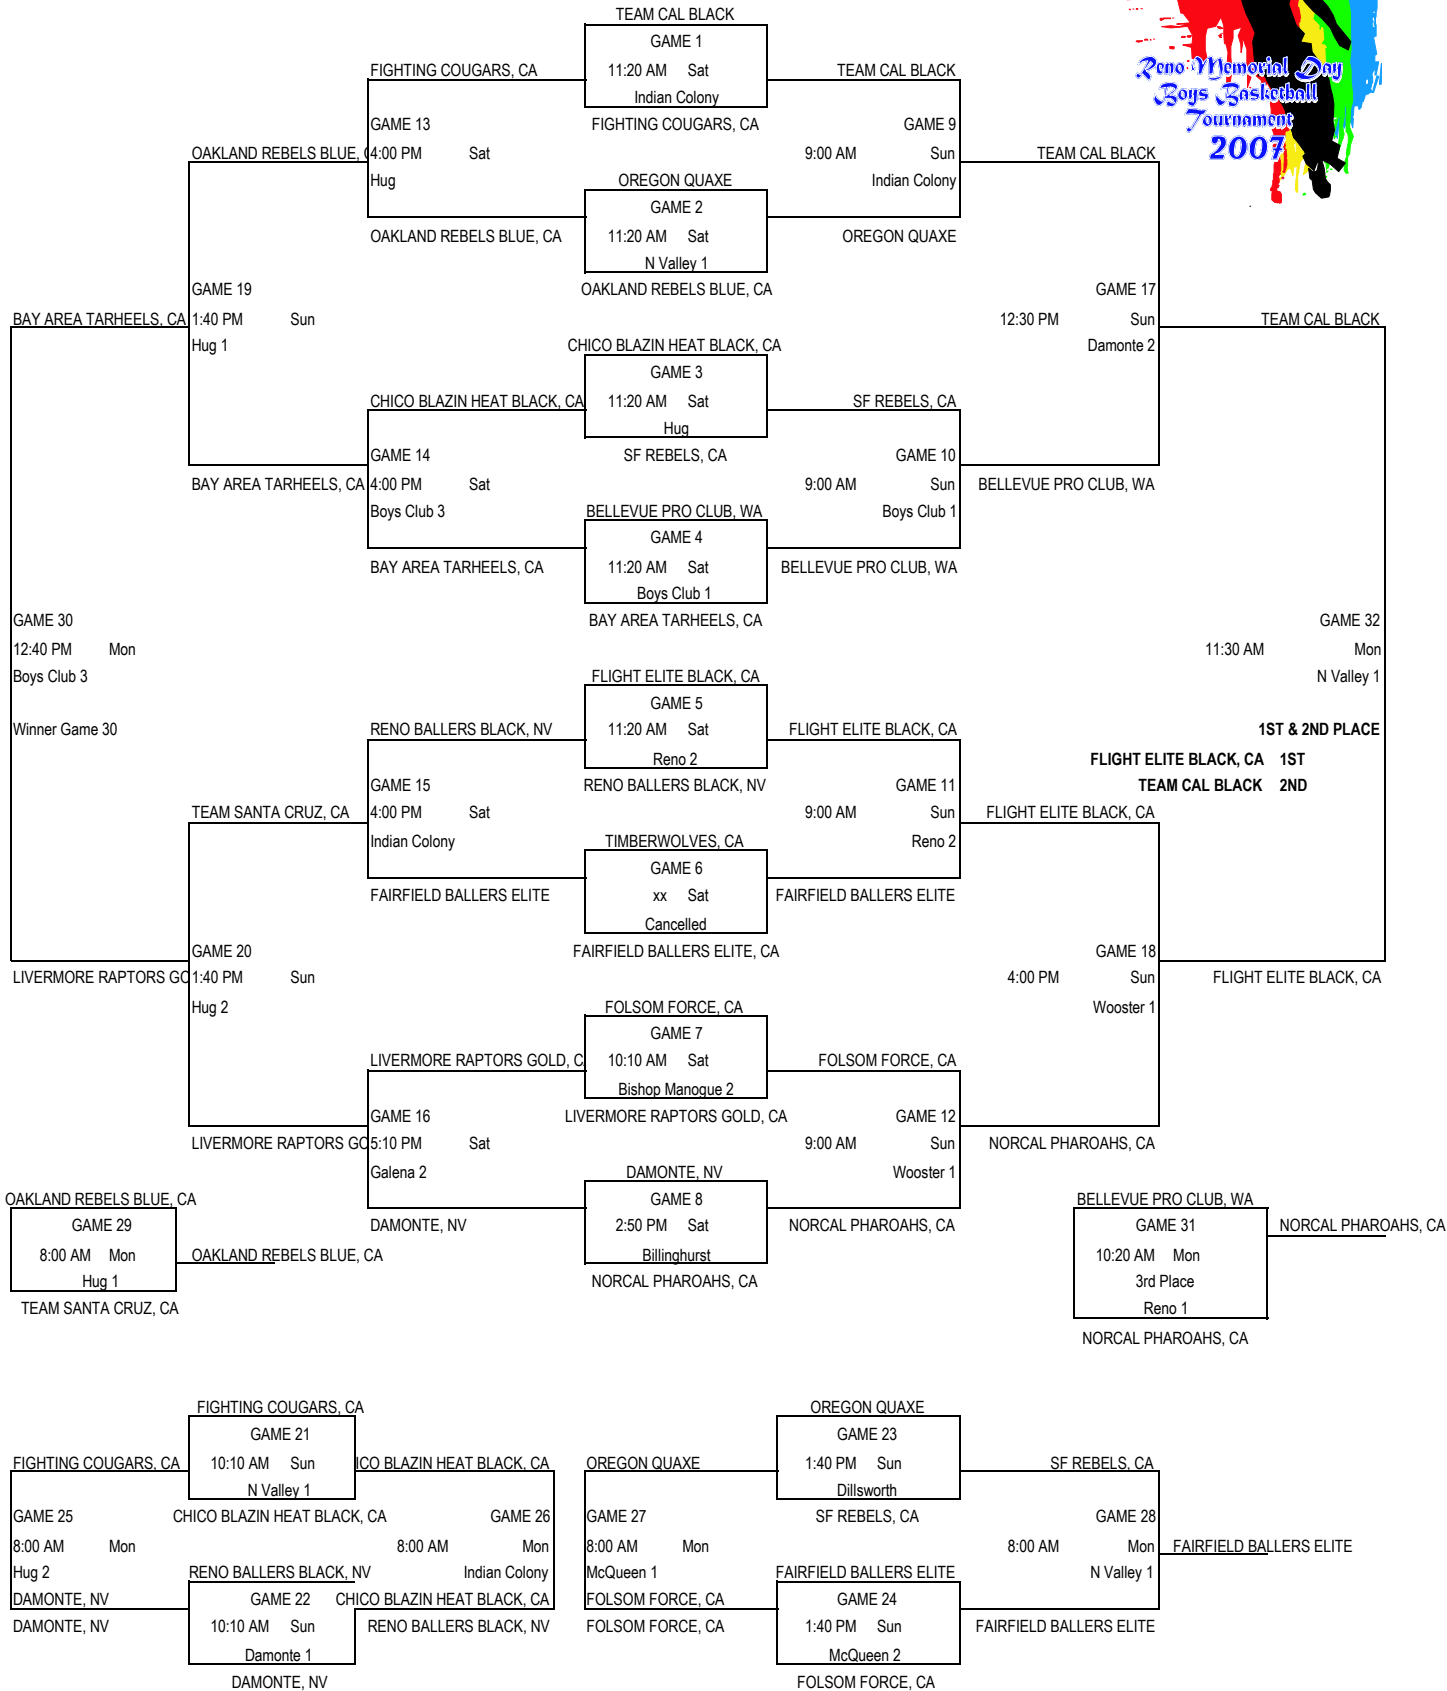 TEAM CAL BLACK
GAME 1
FIGHTING COUGARS, CA 11:20 AM Sat TEAM CAL BLACK
Indian Colony
Reno Memorial Day
Boys Basketball
Tournament
2007
GAME 13 FIGHTING COUGARS, CA GAME 9
OAKLAND REBELS BLUE, 4:00 PM Sat 9:00 AM Sun TEAM CAL BLACK
Hug OREGON QUAXE Indian Colony
GAME 2
OAKLAND REBELS BLUE, CA 11:20 AM Sat OREGON QUAXE
N Valley 1
GAME 19 OAKLAND REBELS BLUE, CA GAME 17
BAY AREA TARHEELS, CA 1:40 PM Sun 12:30 PM Sun TEAM CAL BLACK
Hug 1 CHICO BLAZIN HEAT BLACK, CA Damonte 2
GAME 3
CHICO BLAZIN HEAT BLACK, CA 11:20 AM Sat SF REBELS, CA
Hug
GAME 14 SF REBELS, CA GAME 10
BAY AREA TARHEELS, CA 4:00 PM Sat 9:00 AM Sun BELLEVUE PRO CLUB, WA
Boys Club 3 BELLEVUE PRO CLUB, WA Boys Club 1
GAME 4
BAY AREA TARHEELS, CA 11:20 AM Sat BELLEVUE PRO CLUB, WA
Boys Club 1
GAME 30 BAY AREA TARHEELS, CA GAME 32
12:40 PM Mon 11:30 AM Mon
Boys Club 3 FLIGHT ELITE BLACK, CA N Valley 1
GAME 5
Winner Game 30 RENO BALLERS BLACK, NV 11:20 AM Sat FLIGHT ELITE BLACK, CA 1ST & 2ND PLACE
Reno 2 FLIGHT ELITE BLACK, CA 1ST
GAME 15 RENO BALLERS BLACK, NV GAME 11 TEAM CAL BLACK 2ND
TEAM SANTA CRUZ, CA 4:00 PM Sat 9:00 AM Sun FLIGHT ELITE BLACK, CA
Indian Colony TIMBERWOLVES, CA Reno 2
GAME 6
FAIRFIELD BALLERS ELITE xx Sat FAIRFIELD BALLERS ELITE
Cancelled
GAME 20 FAIRFIELD BALLERS ELITE, CA GAME 18
LIVERMORE RAPTORS GO 1:40 PM Sun 4:00 PM Sun FLIGHT ELITE BLACK, CA
Hug 2 FOLSOM FORCE, CA Wooster 1
GAME 7
LIVERMORE RAPTORS GOLD, C 10:10 AM Sat FOLSOM FORCE, CA
Bishop Manogue 2
GAME 16 LIVERMORE RAPTORS GOLD, CA GAME 12
LIVERMORE RAPTORS GO 5:10 PM Sat 9:00 AM Sun NORCAL PHAROAHS, CA
Galena 2 DAMONTE, NV Wooster 1
OAKLAND REBELS BLUE, CA GAME 8 BELLEVUE PRO CLUB, WA
GAME 29 DAMONTE, NV 2:50 PM Sat NORCAL PHAROAHS, CA GAME 31 NORCAL PHAROAHS, CA
8:00 AM Mon OAKLAND REBELS BLUE, CA Billinghurst 10:20 AM Mon
Hug 1 NORCAL PHAROAHS, CA 3rd Place
TEAM SANTA CRUZ, CA Reno 1
NORCAL PHAROAHS, CA
FIGHTING COUGARS, CA OREGON QUAXE
GAME 21 GAME 23
FIGHTING COUGARS, CA 10:10 AM Sun ICO BLAZIN HEAT BLACK, CA OREGON QUAXE 1:40 PM Sun SF REBELS, CA
N Valley 1 Dillsworth
GAME 25 CHICO BLAZIN HEAT BLACK, CA GAME 26 GAME 27 SF REBELS, CA GAME 28
8:00 AM Mon 8:00 AM Mon 8:00 AM Mon 8:00 AM Mon FAIRFIELD BALLERS ELITE
Hug 2 RENO BALLERS BLACK, NV Indian Colony McQueen 1 FAIRFIELD BALLERS ELITE N Valley 1
DAMONTE, NV GAME 22 CHICO BLAZIN HEAT BLACK, CA FOLSOM FORCE, CA GAME 24
DAMONTE, NV 10:10 AM Sun RENO BALLERS BLACK, NV FOLSOM FORCE, CA 1:40 PM Sun FAIRFIELD BALLERS ELITE
Damonte 1 McQueen 2
DAMONTE, NV FOLSOM FORCE, CA